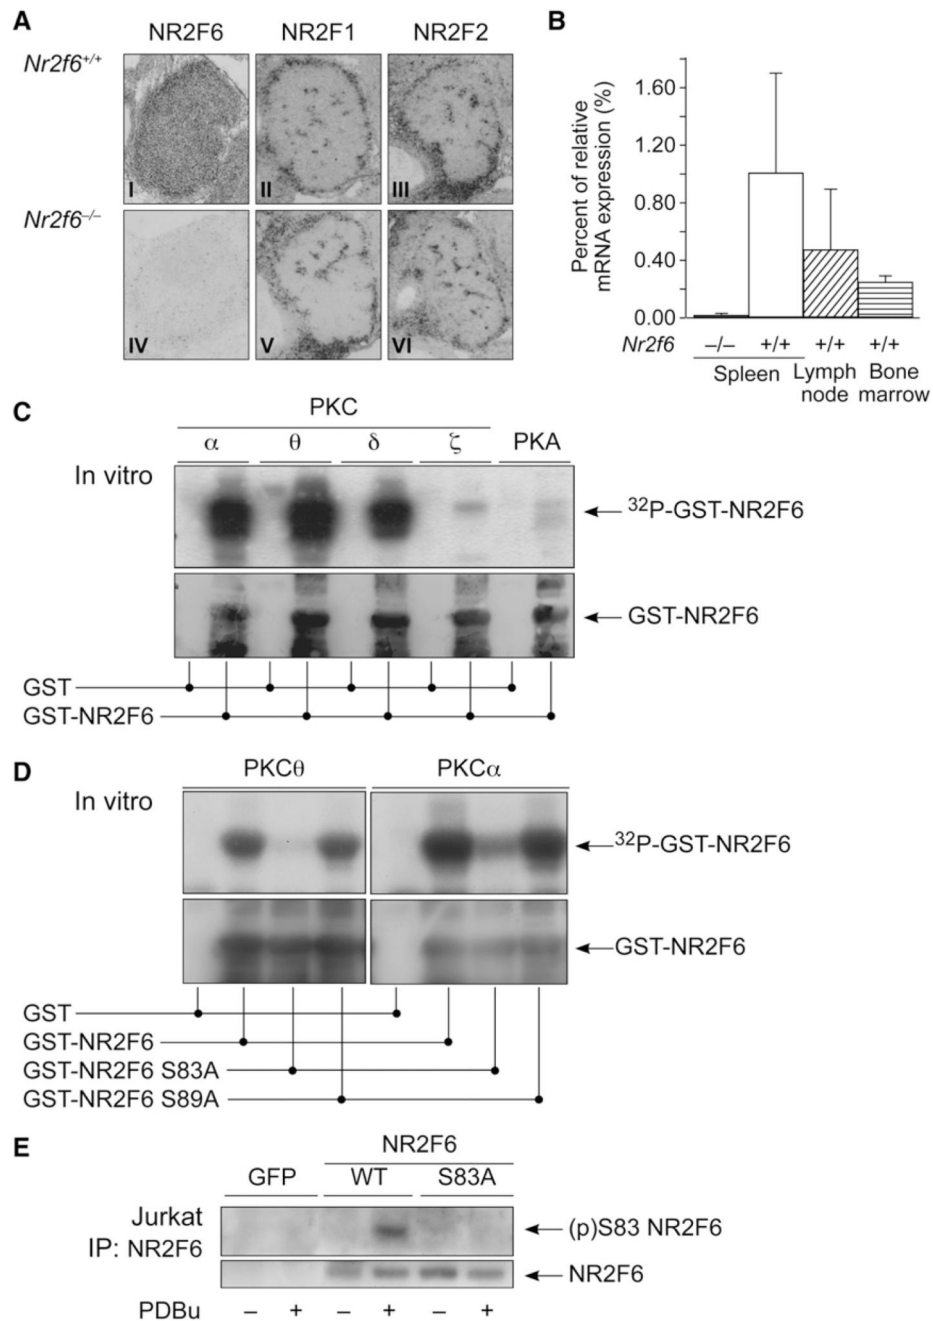 A
NR2F6 NR2F1 NR2F2
Nr2f6+/+
I II III
Nr2f6–/–
IV V VI
B
Percent of relative
mRNA expression (%)
1.60
1.20
0.80
0.40
0.00
Nr2f6 –/– +/+ +/+ +/+
Spleen Lymph node Bone marrow
C
PKC
α θ δ ζ PKA
In vitro
32P-GST-NR2F6
GST-NR2F6
GST
GST-NR2F6
D
PKCθ PKCα
In vitro
32P-GST-NR2F6
GST-NR2F6
GST
GST-NR2F6
GST-NR2F6 S83A
GST-NR2F6 S89A
E
NR2F6
GFP WT S83A
Jurkat
IP: NR2F6
(p)S83 NR2F6
NR2F6
PDBu – + – + – +